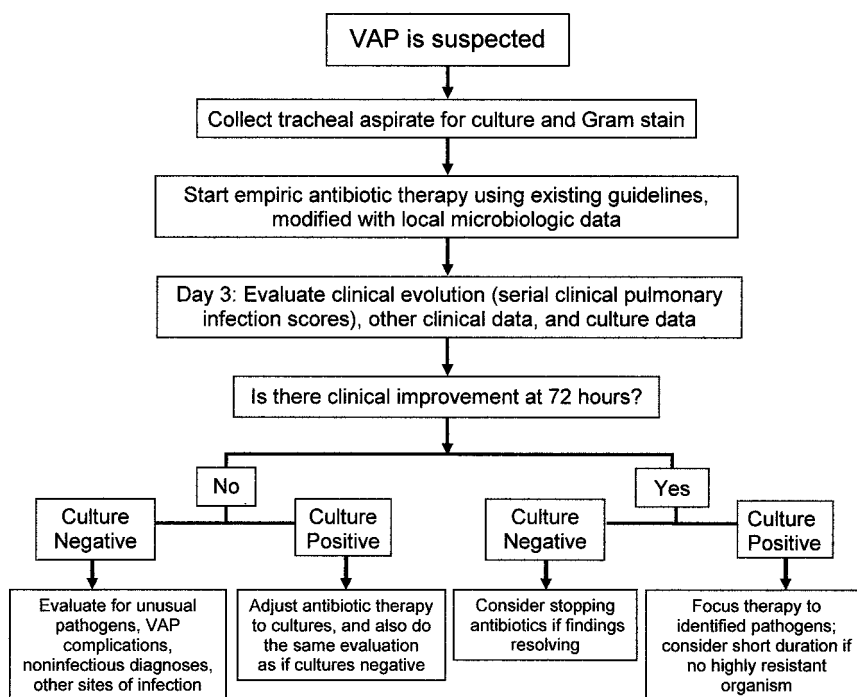 VAP is suspected
Collect tracheal aspirate for culture and Gram stain
Start empiric antibiotic therapy using existing guidelines,
modified with local microbiologic data
Day 3: Evaluate clinical evolution (serial clinical pulmonary
infection scores), other clinical data, and culture data
Is there clinical improvement at 72 hours?
No
Yes
Culture
Negative
Culture
Positive
Culture
Negative
Culture
Positive
Evaluate for unusual
pathogens, VAP
complications,
noninfectious diagnoses,
other sites of infection
Adjust antibiotic therapy
to cultures, and also do
the same evaluation
as if cultures negative
Consider stopping
antibiotics if findings
resolving
Focus therapy to
identified pathogens;
consider short duration if
no highly resistant
organism